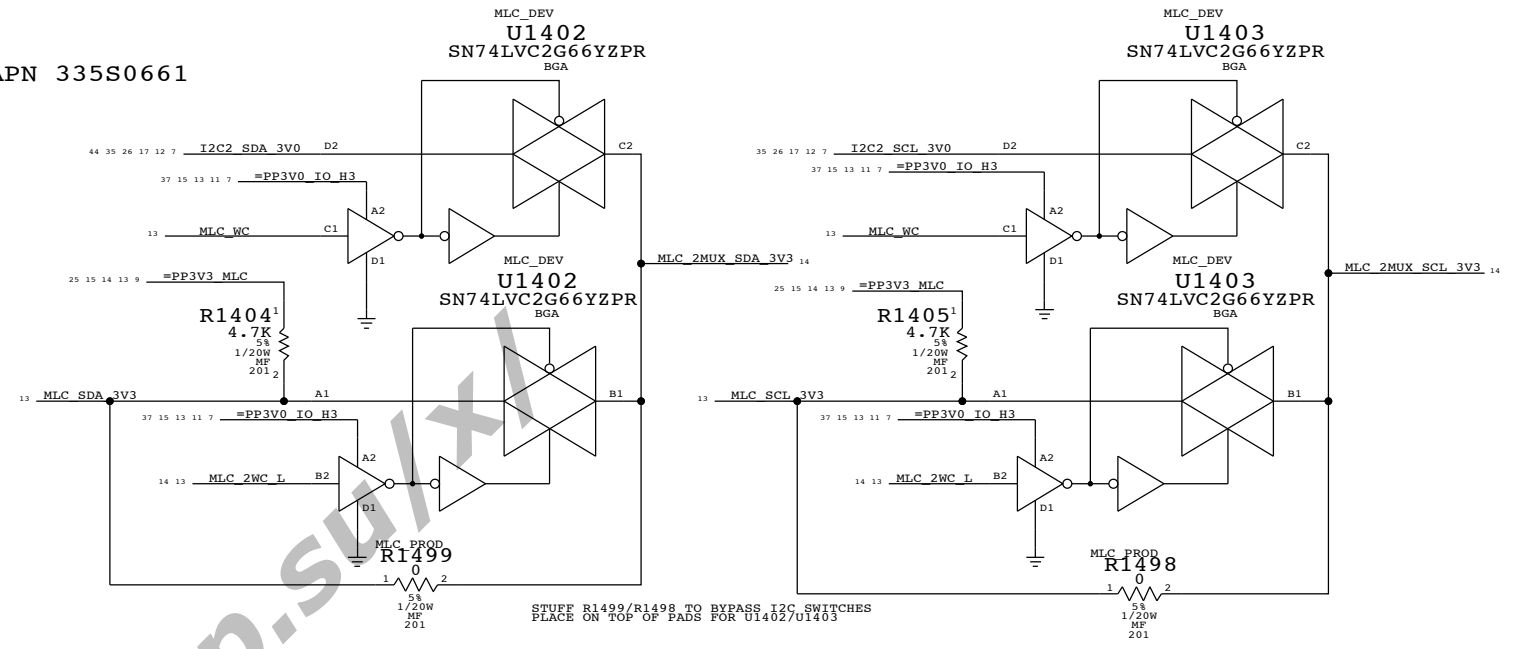 MLC_DEV
U1402
SN74LVC2G66YZPR
BGA
APN 335S0661
44 35 26 17 12 7 I2C2_SDA_3V0 D2 C2
37 15 13 11 7 =PP3V0_IO_H3
A2
13 MLC_WC C1
D1
MLC_2MUX_SDA_3V3 14
25 15 14 13 9 =PP3V3_MLC
MLC_DEV
U1402
SN74LVC2G66YZPR
BGA
R1404 1
4.7K
5%
1/20W
MF
201 2
13 MLC_SDA_3V3 A1 B1
37 15 13 11 7 =PP3V0_IO_H3
A2
14 13 MLC_2WC_L B2
D1
MLC_PROD
R1499
0
1 2
5%
1/20W
MF
201
MLC_DEV
U1403
SN74LVC2G66YZPR
BGA
35 26 17 12 7 I2C2_SCL_3V0 D2 C2
37 15 13 11 7 =PP3V0_IO_H3
A2
13 MLC_WC C1
D1
MLC_2MUX_SCL_3V3 14
25 15 14 13 9 =PP3V3_MLC
MLC_DEV
U1403
SN74LVC2G66YZPR
BGA
R1405 1
4.7K
5%
1/20W
MF
201 2
13 MLC_SCL_3V3 A1 B1
37 15 13 11 7 =PP3V0_IO_H3
A2
14 13 MLC_2WC_L B2
D1
MLC_PROD
R1498
0
1 2
5%
1/20W
MF
201
STUFF R1499/R1498 TO BYPASS I2C SWITCHES
PLACE ON TOP OF PADS FOR U1402/U1403
p.su/x/